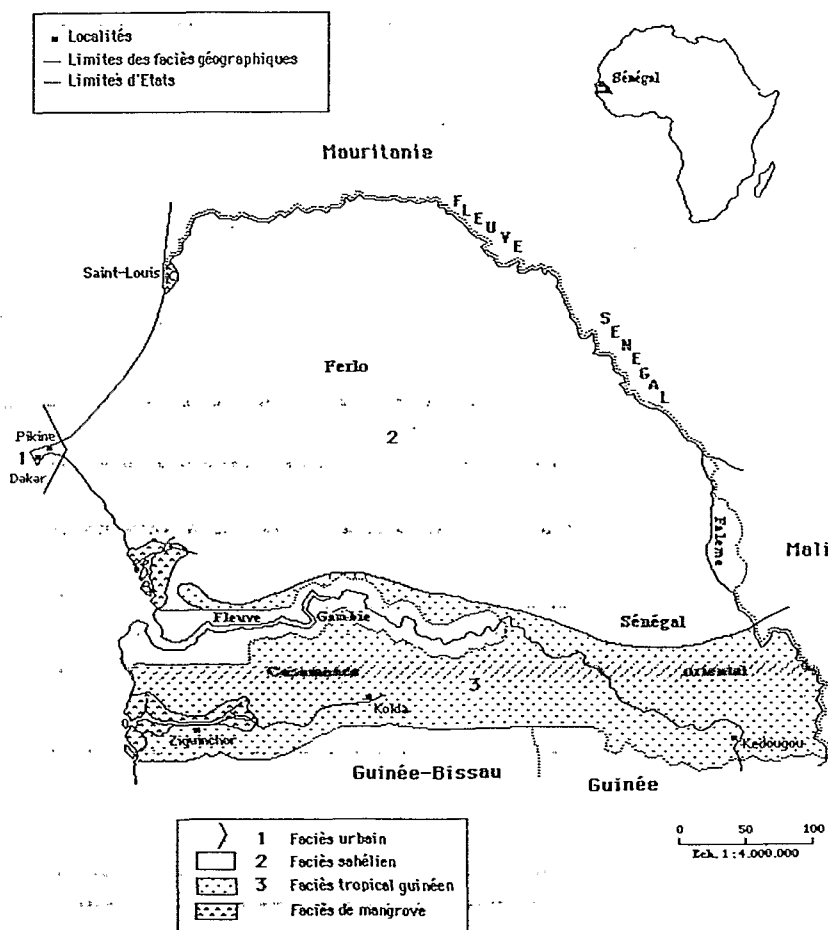 Localités
Limites des faciès géographiques
Limites d'Etats
Sénégal
Mauritanie
FLEUVE
SENEGAL
Saint-Louis
Ferlo
2
Pikine
1
Dakar
Falème
Mali
Fleuve
Gambie
Sénégal
oriental
Casamance
3
Kolda
Ziguinchor
Kedougou
Guinée-Bissau
Guinée
1 Faciès urbain
2 Faciès sahélien
3 Faciès tropical guinéen
Faciès de mangrove
0 50 100
Ech. 1:4.000.000